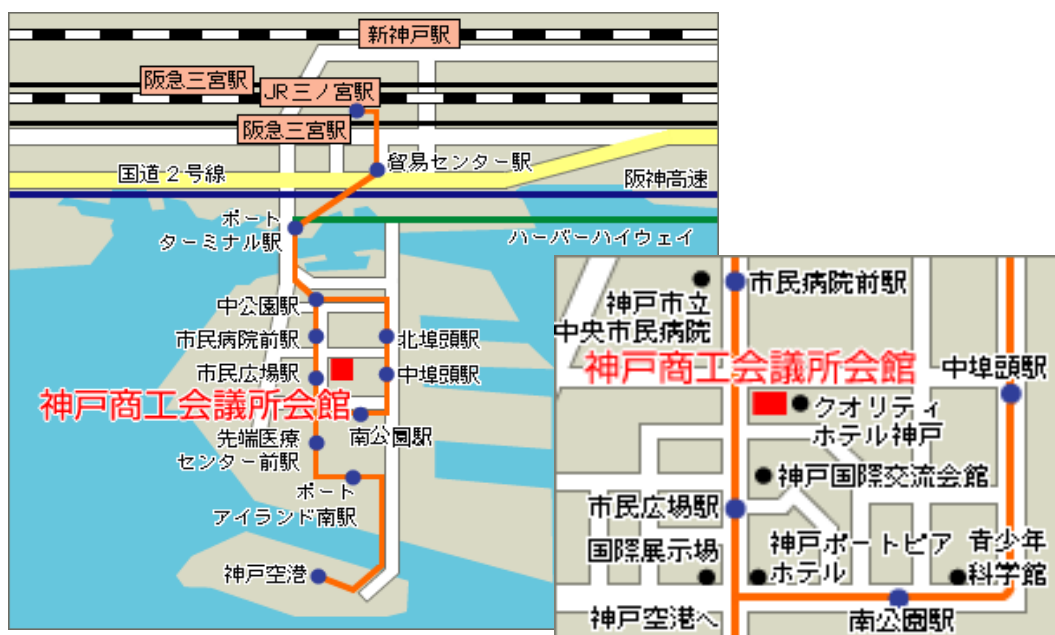 新神戸駅
阪急三宮駅
JR三ノ宮駅
阪急三宮駅
貿易センター駅
国道2号線
阪神高速
ポート
ターミナル駅
ハーバーハイウェイ
中公園駅
市民病院前駅
北埠頭駅
市民広場駅
中埠頭駅
神戸商工会議所会館
南公園駅
先端医療
センター前駅
ポート
アイランド南駅
神戸空港
市民病院前駅
神戸市立
中央市民病院
神戸商工会議所会館
中埠頭駅
クオリティ
ホテル神戸
神戸国際交流会館
市民広場駅
国際展示場
神戸ポートピア
ホテル
青少年
科学館
神戸空港へ
南公園駅